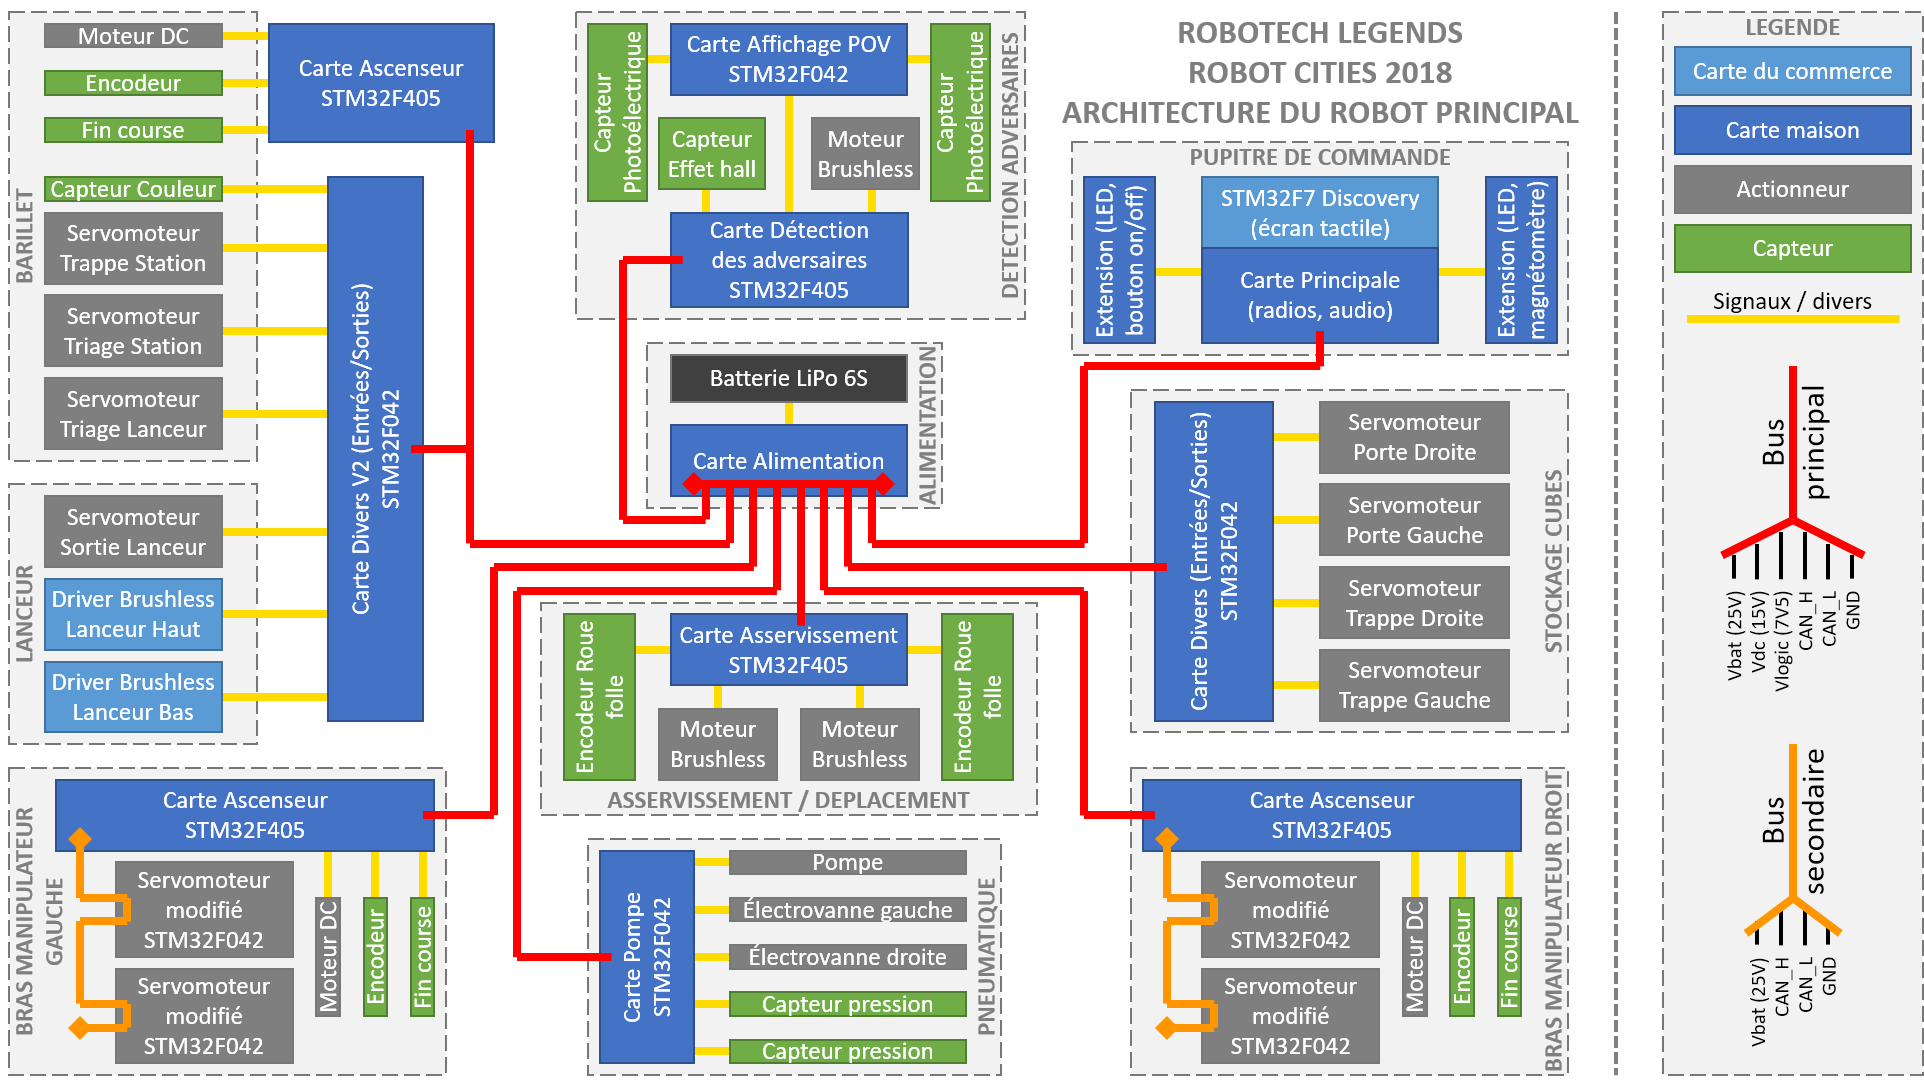 ROBOTECH LEGENDS
ROBOT CITIES 2018
ARCHITECTURE DU ROBOT PRINCIPAL
BARILLET
Moteur DC
Encodeur
Fin course
Carte Ascenseur
STM32F405
Capteur Couleur
Servomoteur
Trappe Station
Servomoteur
Triage Station
Servomoteur
Triage Lanceur
Carte Divers V2 (Entrées/Sorties)
STM32F042
LANCEUR
Servomoteur
Sortie Lanceur
Driver Brushless
Lanceur Haut
Driver Brushless
Lanceur Bas
DETECTION ADVERSAIRES
Capteur
Photoélectrique
Carte Affichage POV
STM32F042
Capteur
Photoélectrique
Capteur
Effet hall
Moteur
Brushless
Carte Détection
des adversaires
STM32F405
ALIMENTATION
Batterie LiPo 6S
Carte Alimentation
PUPITRE DE COMMANDE
Extension (LED,
bouton on/off)
STM32F7 Discovery
(écran tactile)
Carte Principale
(radios, audio)
Extension (LED,
magnétomètre)
STOCKAGE CUBES
Carte Divers (Entrées/Sorties)
STM32F042
Servomoteur
Porte Droite
Servomoteur
Porte Gauche
Servomoteur
Trappe Droite
Servomoteur
Trappe Gauche
Encodeur Roue
folle
Carte Asservissement
STM32F405
Encodeur Roue
folle
Moteur
Brushless
Moteur
Brushless
ASSERVISSEMENT / DEPLACEMENT
BRAS MANIPULATEUR
GAUCHE
Carte Ascenseur
STM32F405
Servomoteur
modifié
STM32F042
Servomoteur
modifié
STM32F042
Moteur DC
Encodeur
Fin course
PNEUMATIQUE
Carte Pompe
STM32F042
Pompe
Électrovanne gauche
Électrovanne droite
Capteur pression
Capteur pression
BRAS MANIPULATEUR DROIT
Carte Ascenseur
STM32F405
Servomoteur
modifié
STM32F042
Servomoteur
modifié
STM32F042
Moteur DC
Encodeur
Fin course
LEGENDE
Carte du commerce
Carte maison
Actionneur
Capteur
Signaux / divers
Bus
principal
Vbat (25V)
Vdc (15V)
Vlogic (7V5)
CAN_H
CAN_L
GND
Bus
secondaire
Vbat (25V)
CAN_H
CAN_L
GND